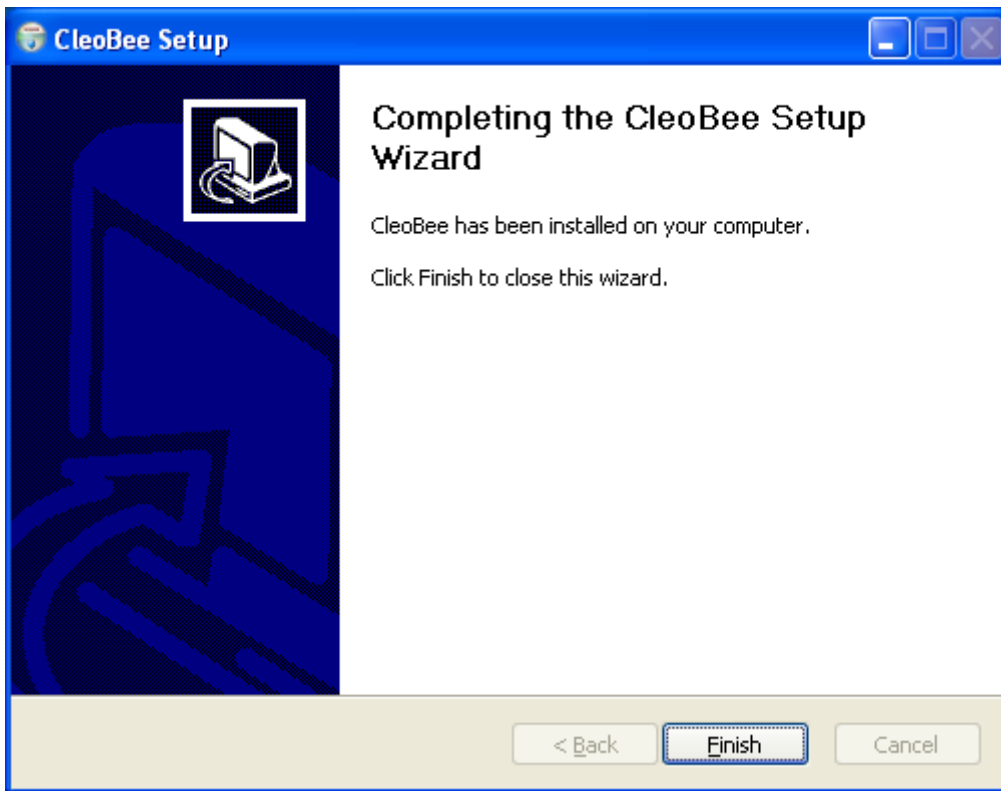 CleoBee Setup
Completing the CleoBee Setup
Wizard
CleoBee has been installed on your computer.
Click Finish to close this wizard.
< Back Finish Cancel